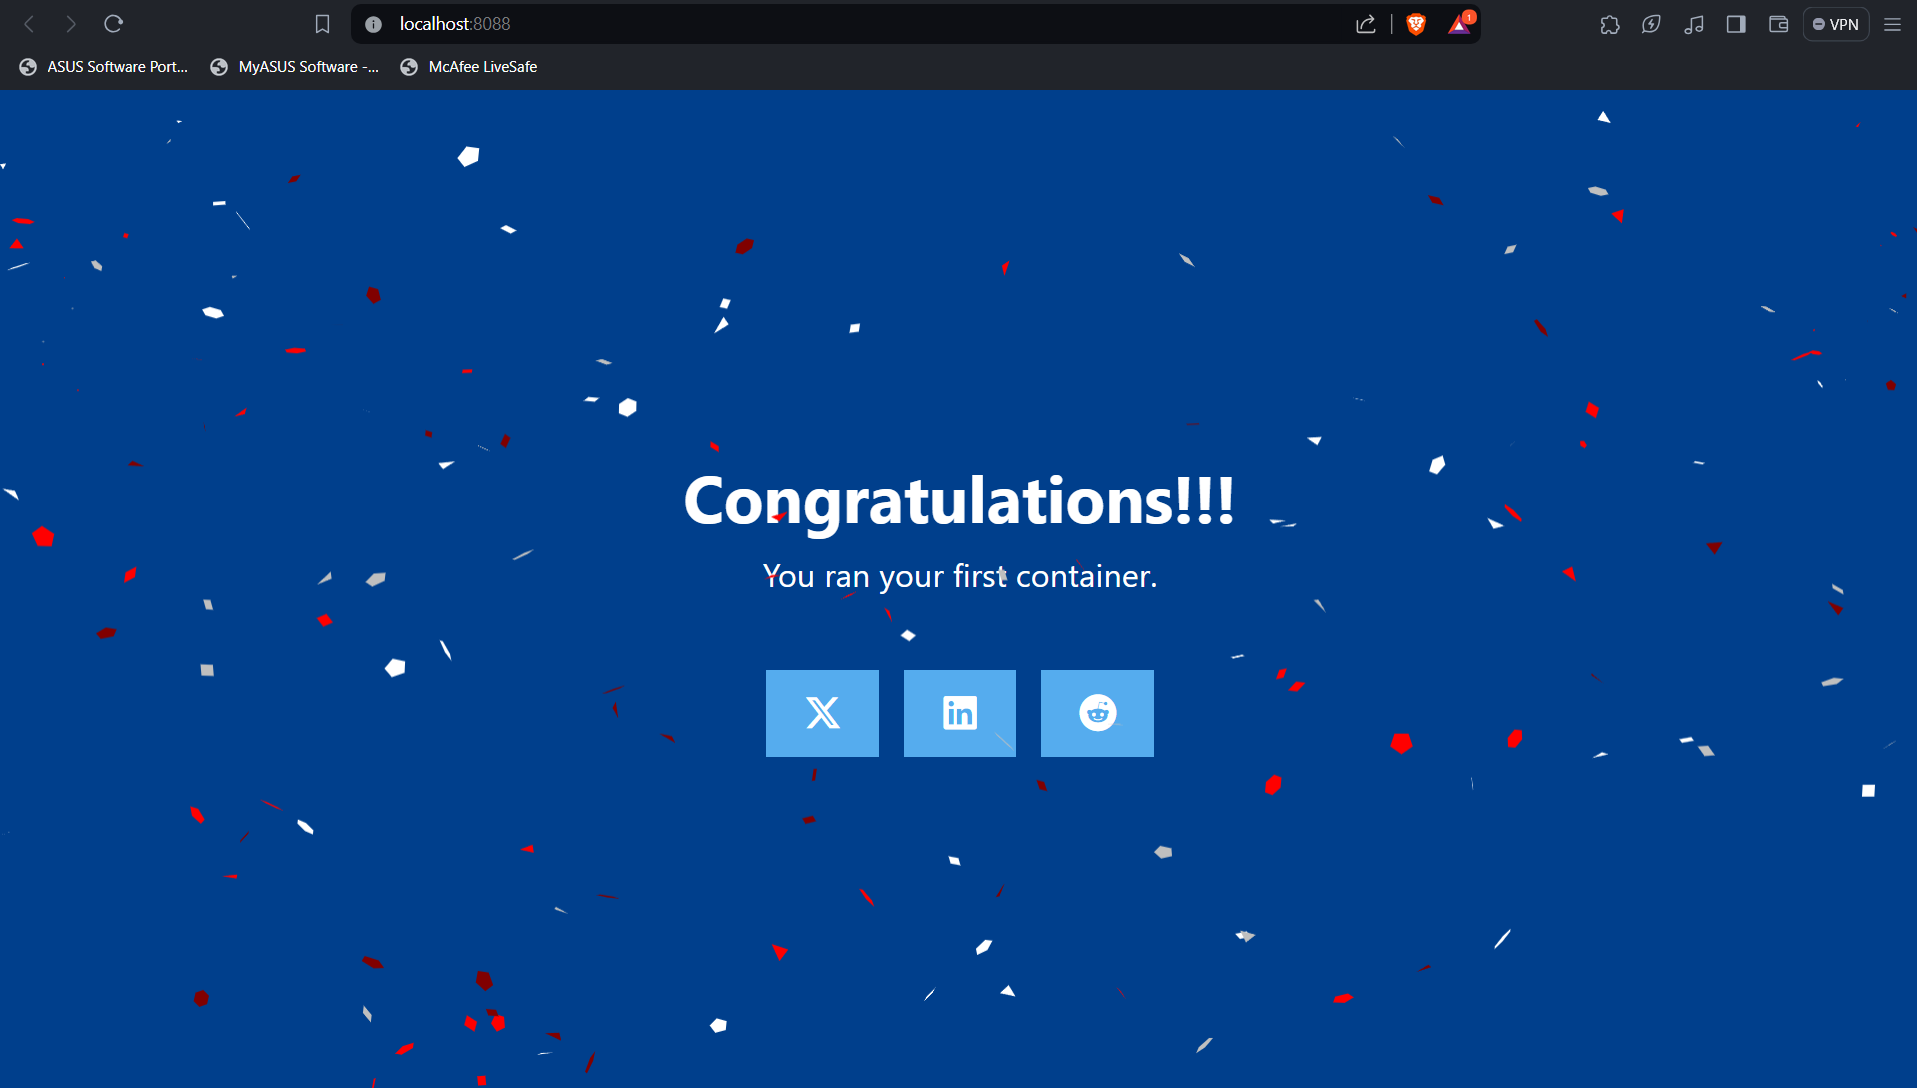 localhost:8088
1
VPN
ASUS Software Port...
MyASUS Software -...
McAfee LiveSafe
Congratulations!!!
You ran your first container.
X
in